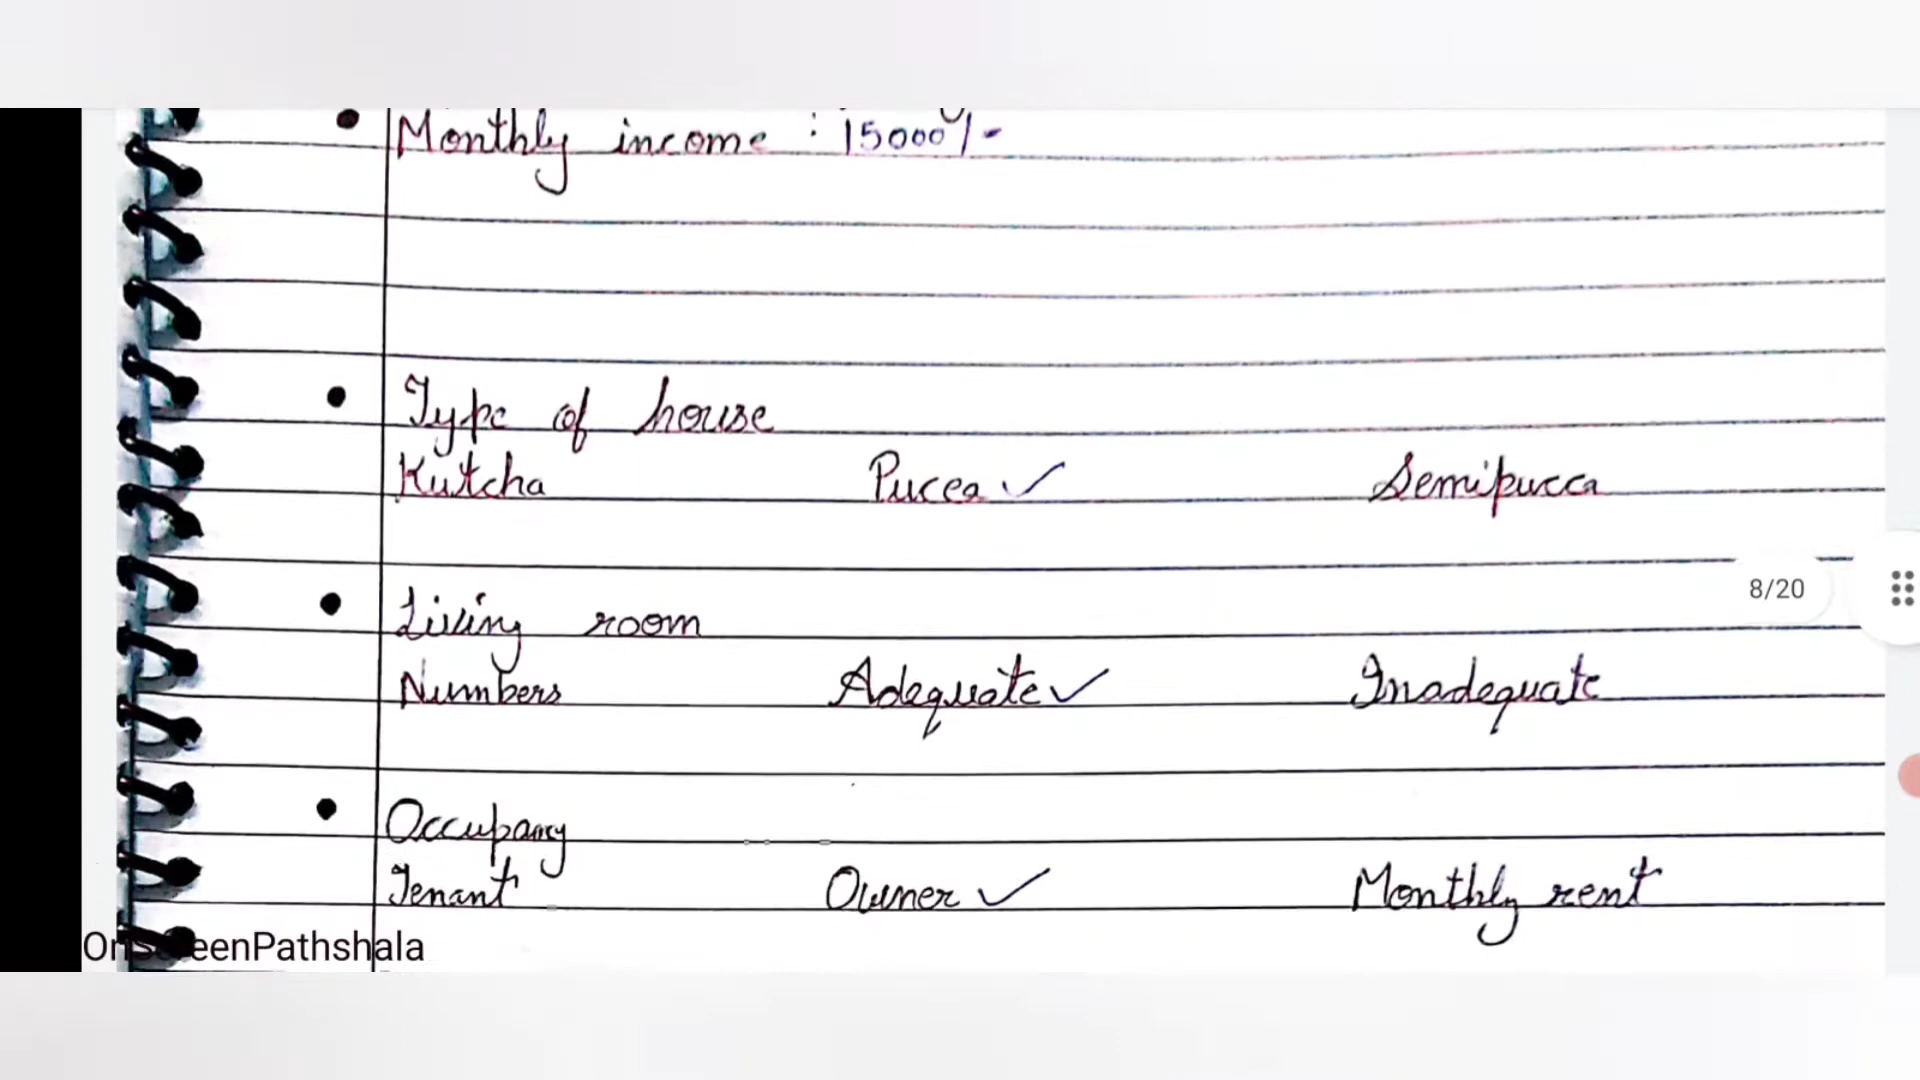 • Monthly income : 15000/-
• Type of house
Kutcha Pucca ✓ Semipucca
8/20
• Living room
Numbers Adequate ✓ Inadequate
• Occupancy
Tenant Owner ✓ Monthly rent
OnScreenPathshala